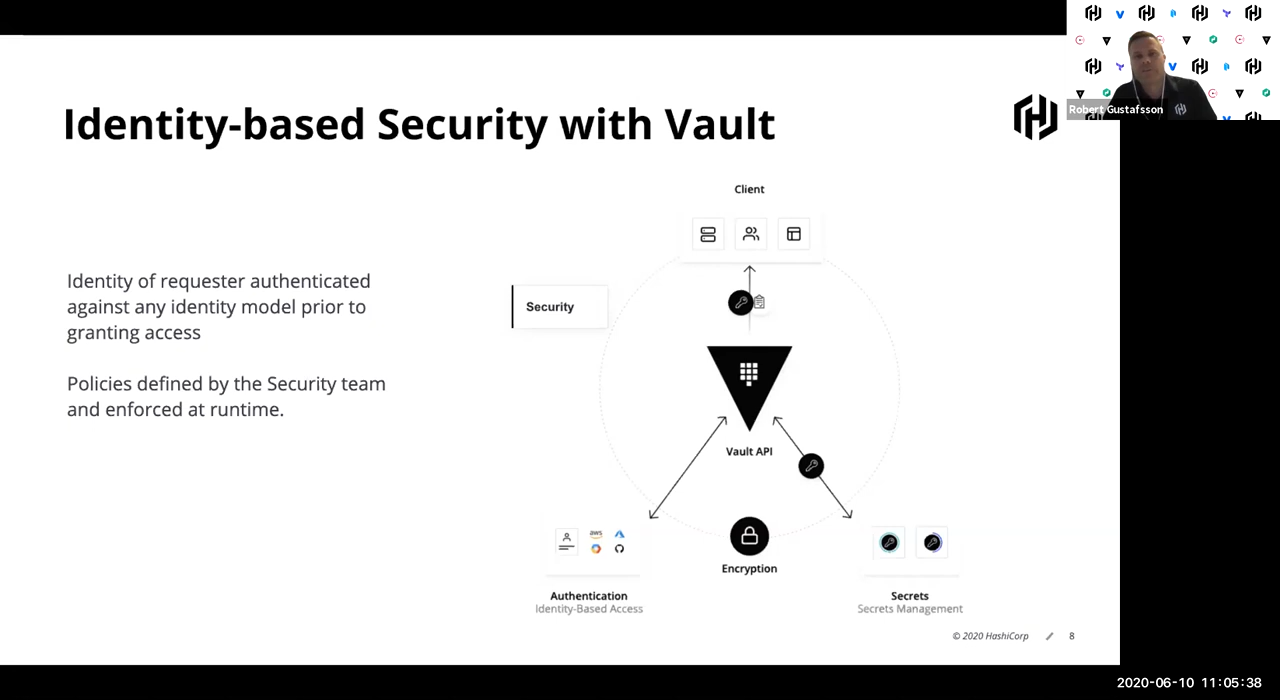 Identity-based Security with Vault
Robert Gustafsson
Client
Identity of requester authenticated
against any identity model prior to
granting access
Security
Policies defined by the Security team
and enforced at runtime.
Vault API
aws
Encryption
Authentication
Identity-Based Access
Secrets
Secrets Management
© 2020 HashiCorp
8
2020-06-10 11:05:38